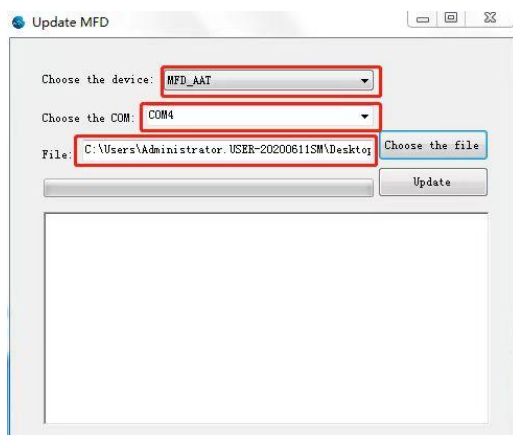 Update MFD
Choose the device: MFD_AAT
Choose the COM: COM4
File: C:\Users\Administrator.USER-20200611SM\Desktop Choose the file
Update